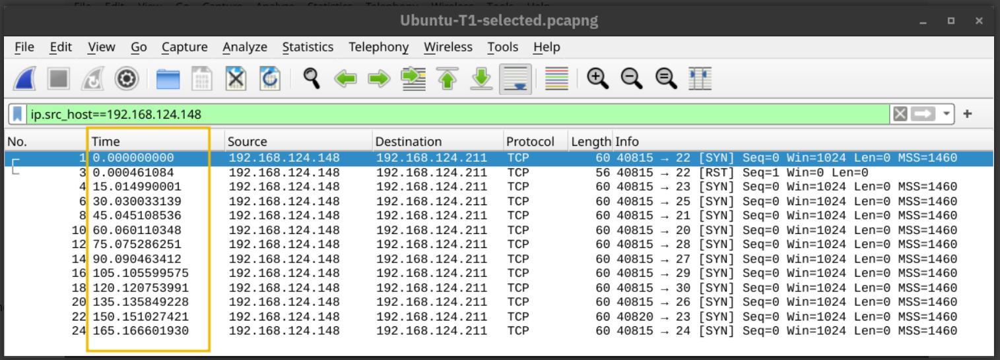 Ubuntu-T1-selected.pcapng
File Edit View Go Capture Analyze Statistics Telephony Wireless Tools Help
ip.src_host==192.168.124.148
No. Time Source Destination Protocol Length Info
1 0.000000000 192.168.124.148 192.168.124.211 TCP 60 40815 → 22 [SYN] Seq=0 Win=1024 Len=0 MSS=1460
3 0.000461084 192.168.124.148 192.168.124.211 TCP 56 40815 → 22 [RST] Seq=1 Win=0 Len=0
4 15.014990001 192.168.124.148 192.168.124.211 TCP 60 40815 → 23 [SYN] Seq=0 Win=1024 Len=0 MSS=1460
6 30.030033139 192.168.124.148 192.168.124.211 TCP 60 40815 → 25 [SYN] Seq=0 Win=1024 Len=0 MSS=1460
8 45.045108536 192.168.124.148 192.168.124.211 TCP 60 40815 → 21 [SYN] Seq=0 Win=1024 Len=0 MSS=1460
10 60.060110348 192.168.124.148 192.168.124.211 TCP 60 40815 → 20 [SYN] Seq=0 Win=1024 Len=0 MSS=1460
12 75.075286251 192.168.124.148 192.168.124.211 TCP 60 40815 → 28 [SYN] Seq=0 Win=1024 Len=0 MSS=1460
14 90.090463412 192.168.124.148 192.168.124.211 TCP 60 40815 → 27 [SYN] Seq=0 Win=1024 Len=0 MSS=1460
16 105.105599575 192.168.124.148 192.168.124.211 TCP 60 40815 → 29 [SYN] Seq=0 Win=1024 Len=0 MSS=1460
18 120.120753991 192.168.124.148 192.168.124.211 TCP 60 40815 → 30 [SYN] Seq=0 Win=1024 Len=0 MSS=1460
20 135.135849228 192.168.124.148 192.168.124.211 TCP 60 40815 → 26 [SYN] Seq=0 Win=1024 Len=0 MSS=1460
22 150.151027421 192.168.124.148 192.168.124.211 TCP 60 40820 → 23 [SYN] Seq=0 Win=1024 Len=0 MSS=1460
24 165.166601930 192.168.124.148 192.168.124.211 TCP 60 40815 → 24 [SYN] Seq=0 Win=1024 Len=0 MSS=1460